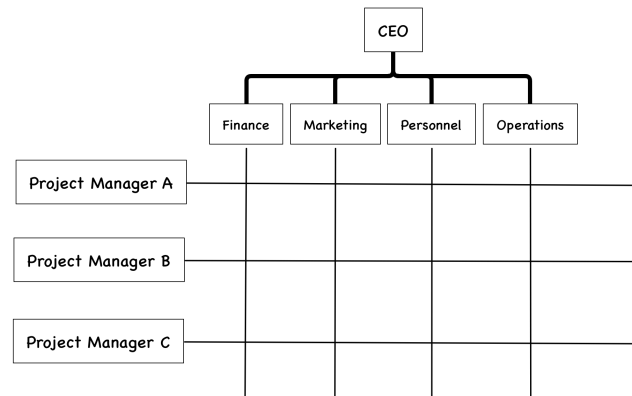 CEO
Finance
Marketing
Personnel
Operations
Project Manager A
Project Manager B
Project Manager C